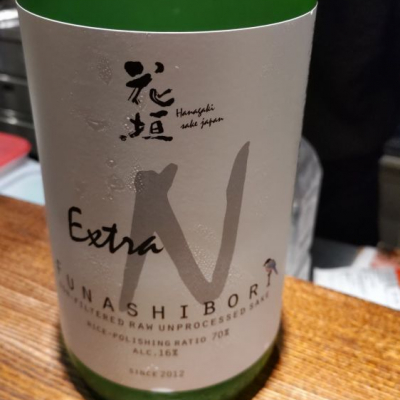 花垣
Hanagaki
sake japan
Extra N
FUNASHIBORI
FILTERED RAW UNPROCESSED SAKE
RICE-POLISHING RATIO 70%
ALC.16%
SINCE 2012